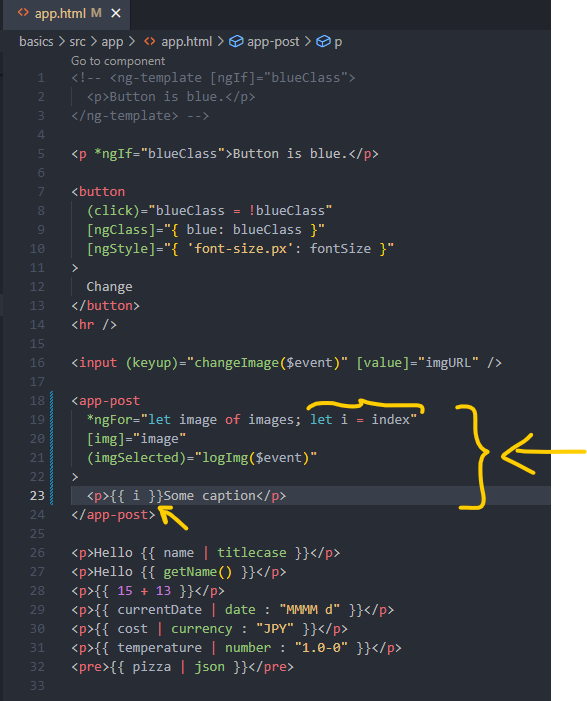 app.html M
basics > src > app > app.html > app-post > p
Go to component
1 <!-- <ng-template [ngIf]="blueClass">
2 <p>Button is blue.</p>
3 </ng-template> -->
4
5 <p *ngIf="blueClass">Button is blue.</p>
6
7 <button
8 (click)="blueClass = !blueClass"
9 [ngClass]="{ blue: blueClass }"
10 [ngStyle]="{ 'font-size.px': fontSize }"
11 >
12 Change
13 </button>
14 <hr />
15
16 <input (keyup)="changeImage($event)" [value]="imgURL" />
17
18 <app-post
19 *ngFor="let image of images; let i = index"
20 [img]="image"
21 (imgSelected)="logImg($event)"
22 >
23 <p>{{ i }}Some caption</p>
24 </app-post>
25
26 <p>Hello {{ name | titlecase }}</p>
27 <p>Hello {{ getName() }}</p>
28 <p>{{ 15 + 13 }}</p>
29 <p>{{ currentDate | date : "MMMM d" }}</p>
30 <p>{{ cost | currency : "JPY" }}</p>
31 <p>{{ temperature | number : "1.0-0" }}</p>
32 <pre>{{ pizza | json }}</pre>
33